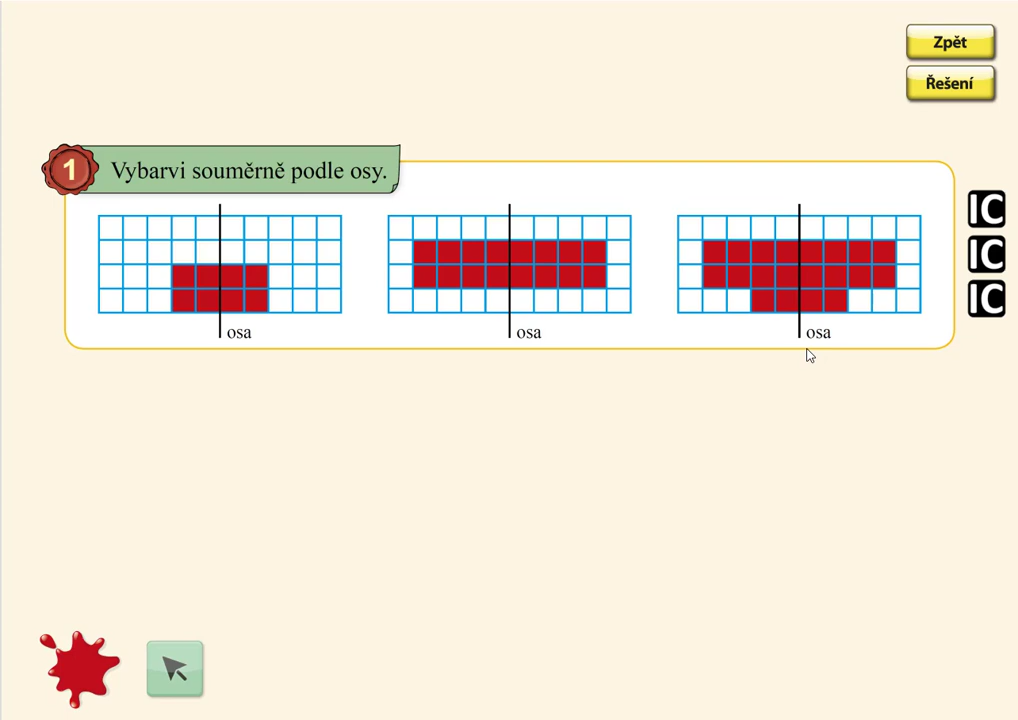 Zpět
Řešení
1 Vybarvi souměrně podle osy.
osa osa osa
IC
IC
IC